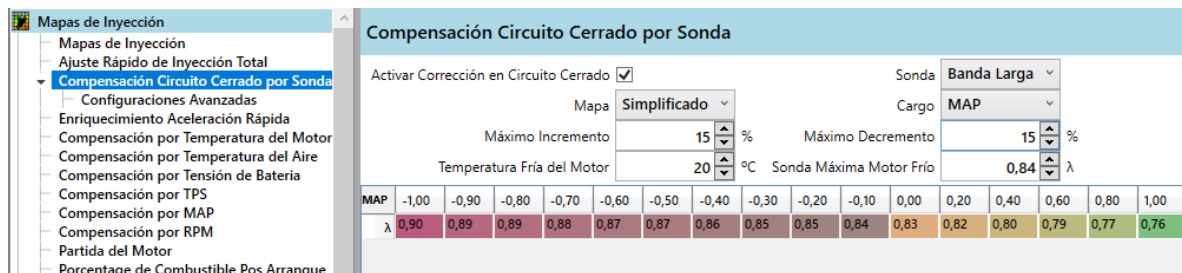 Mapas de Inyección
Mapas de Inyección
Ajuste Rápido de Inyección Total
Compensación Circuito Cerrado por Sonda
Configuraciones Avanzadas
Enriquecimiento Aceleración Rápida
Compensación por Temperatura del Motor
Compensación por Temperatura del Aire
Compensación por Tensión de Bateria
Compensación por TPS
Compensación por MAP
Compensación por RPM
Partida del Motor
Porcentage de Combustible Pos Arranque
Compensación Circuito Cerrado por Sonda
Activar Corrección en Circuito Cerrado Sonda Banda Larga
Mapa Simplificado Cargo MAP
Máximo Incremento 15 % Máximo Decremento 15 %
Temperatura Fría del Motor 20 ºC Sonda Máxima Motor Frío 0,84 λ
MAP -1,00 -0,90 -0,80 -0,70 -0,60 -0,50 -0,40 -0,30 -0,20 -0,10 0,00 0,20 0,40 0,60 0,80 1,00
λ 0,90 0,89 0,89 0,88 0,87 0,87 0,86 0,85 0,85 0,84 0,83 0,82 0,80 0,79 0,77 0,76